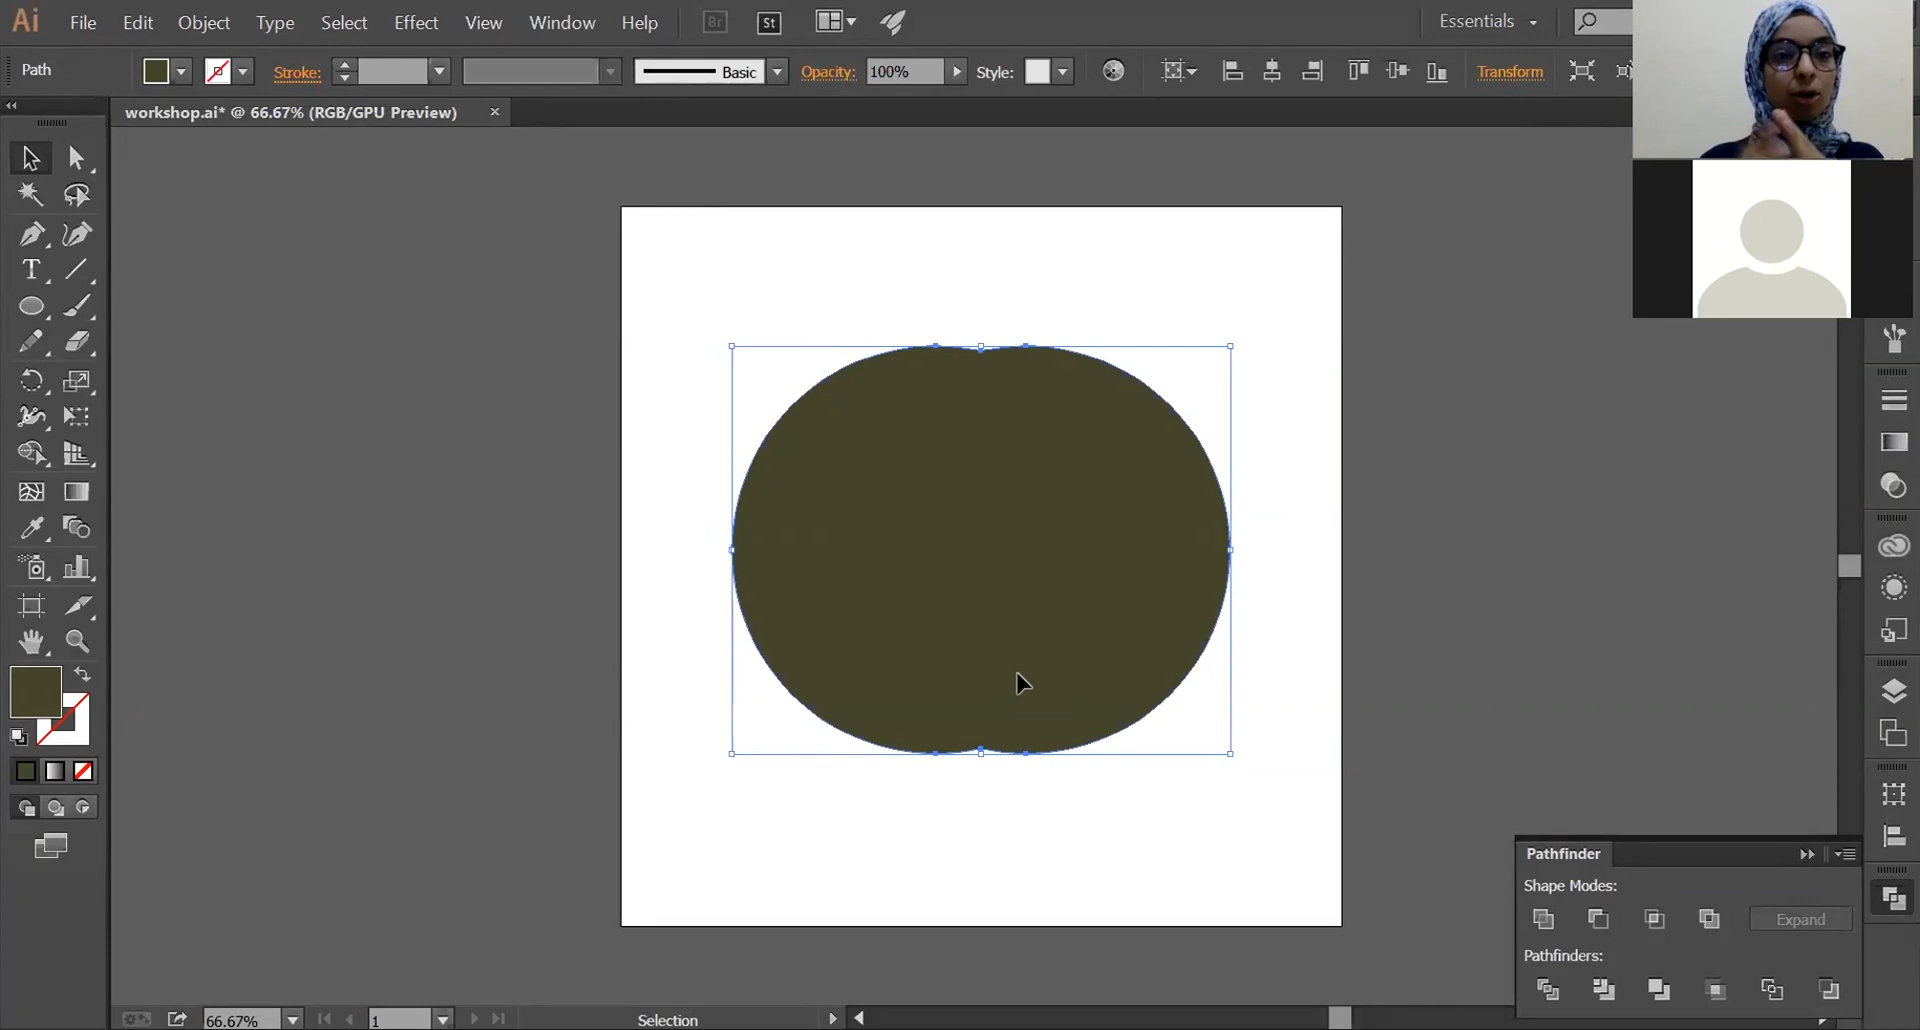 Ai File Edit Object Type Select Effect View Window Help Br St Essentials
Path Stroke: Basic Opacity: 100% Style: Transform
workshop.ai* @ 66.67% (RGB/GPU Preview)
T
Pathfinder
Shape Modes:
Expand
Pathfinders:
66.67% 1 Selection